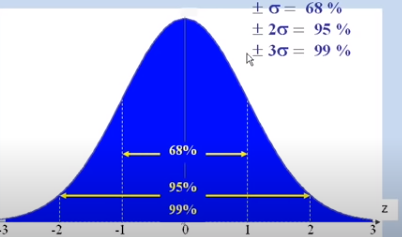 ± σ = 68 %
± 2σ = 95 %
± 3σ = 99 %
68%
95%
99%
z
-3 -2 -1 0 1 2 3